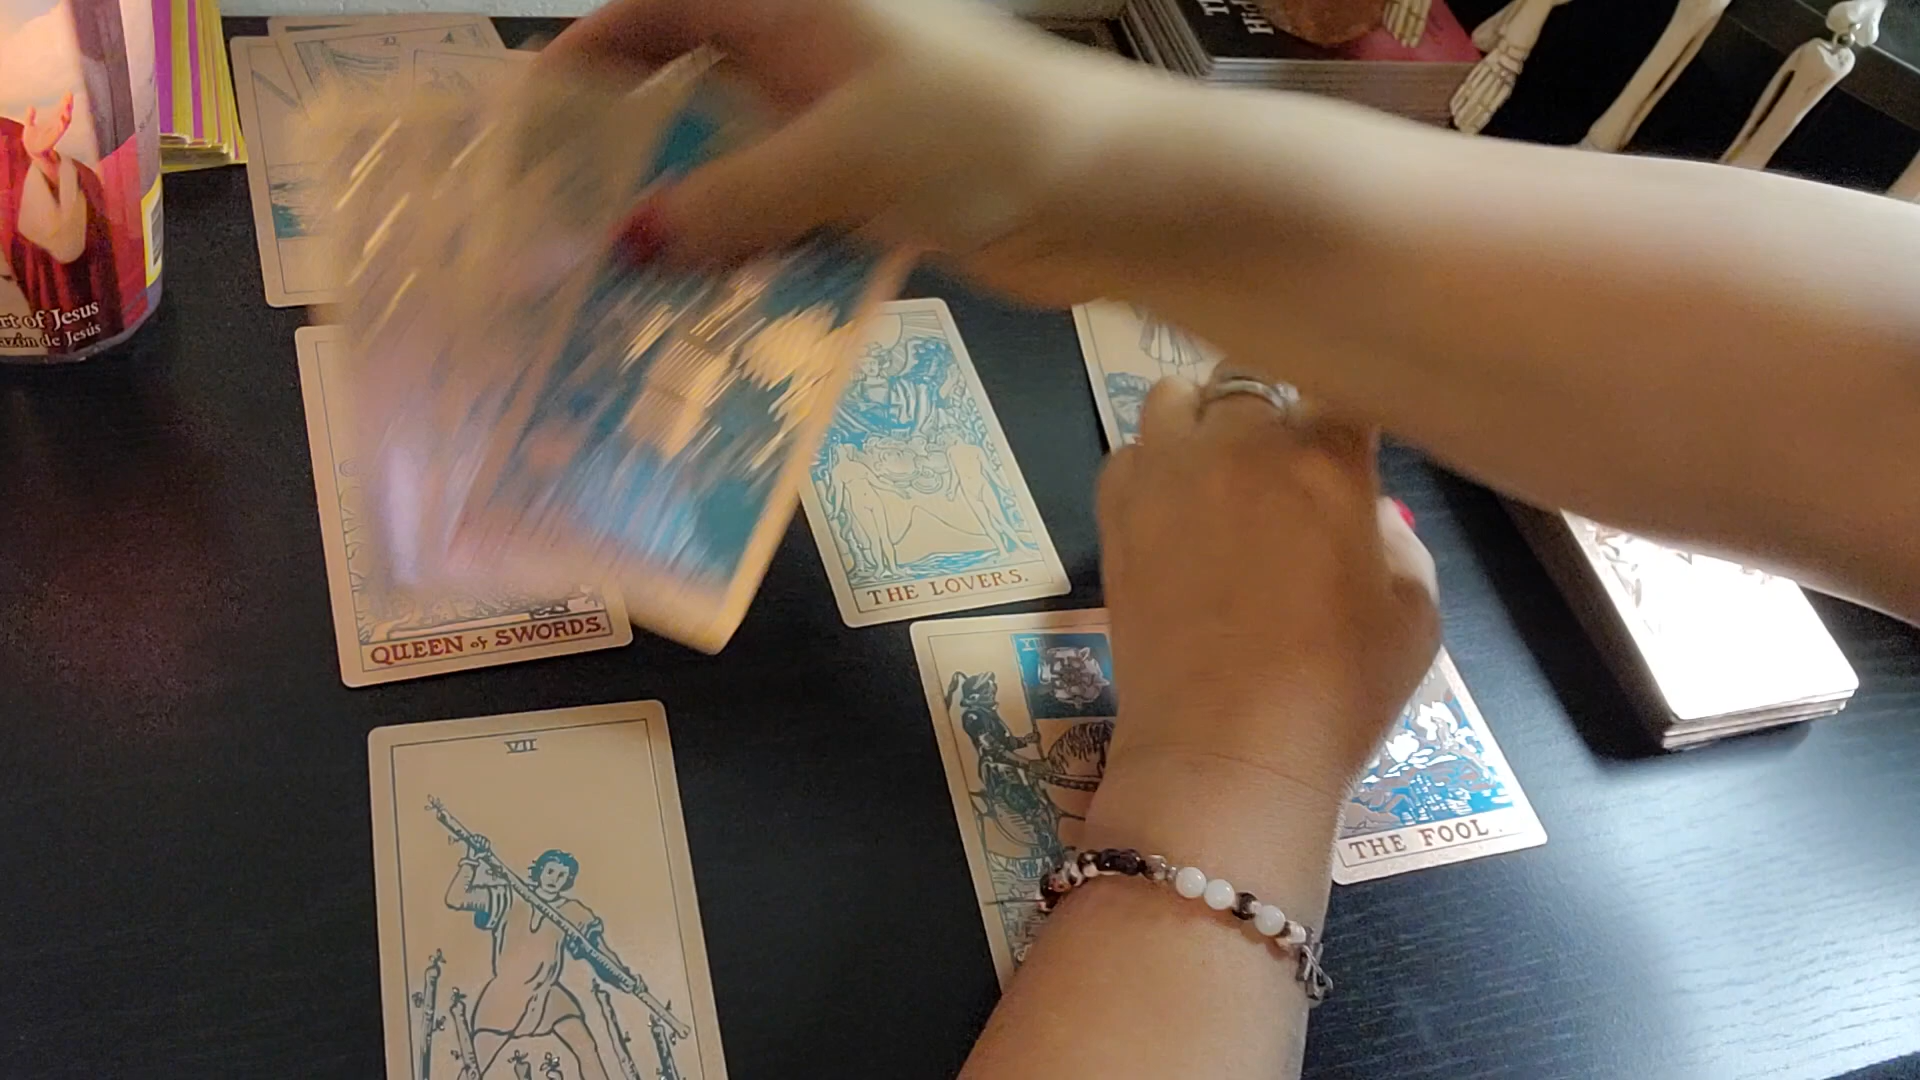 rt of Jesus
azón de Jesús
THE LOVERS.
QUEEN of SWORDS.
VII
THE FOOL.